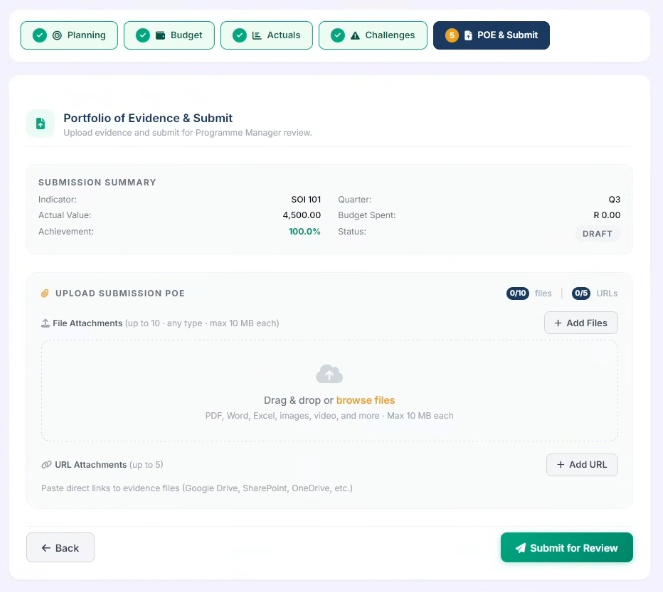 Planning Budget Actuals Challenges 5 POE & Submit
Portfolio of Evidence & Submit
Upload evidence and submit for Programme Manager review.
SUBMISSION SUMMARY
Indicator: SOI 101 Quarter: Q3
Actual Value: 4,500.00 Budget Spent: R 0.00
Achievement: 100.0% Status: DRAFT
UPLOAD SUBMISSION POE 0/10 files | 0/5 URLs
File Attachments (up to 10 · any type · max 10 MB each) + Add Files
Drag & drop or browse files
PDF, Word, Excel, images, video, and more · Max 10 MB each
URL Attachments (up to 5) + Add URL
Paste direct links to evidence files (Google Drive, SharePoint, OneDrive, etc.)
← Back Submit for Review